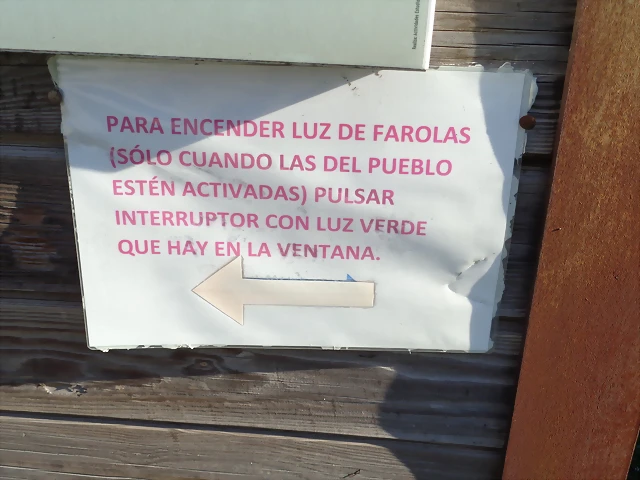 PARA ENCENDER LUZ DE FAROLAS
(SÓLO CUANDO LAS DEL PUEBLO
ESTÉN ACTIVADAS) PULSAR
INTERRUPTOR CON LUZ VERDE
QUE HAY EN LA VENTANA.